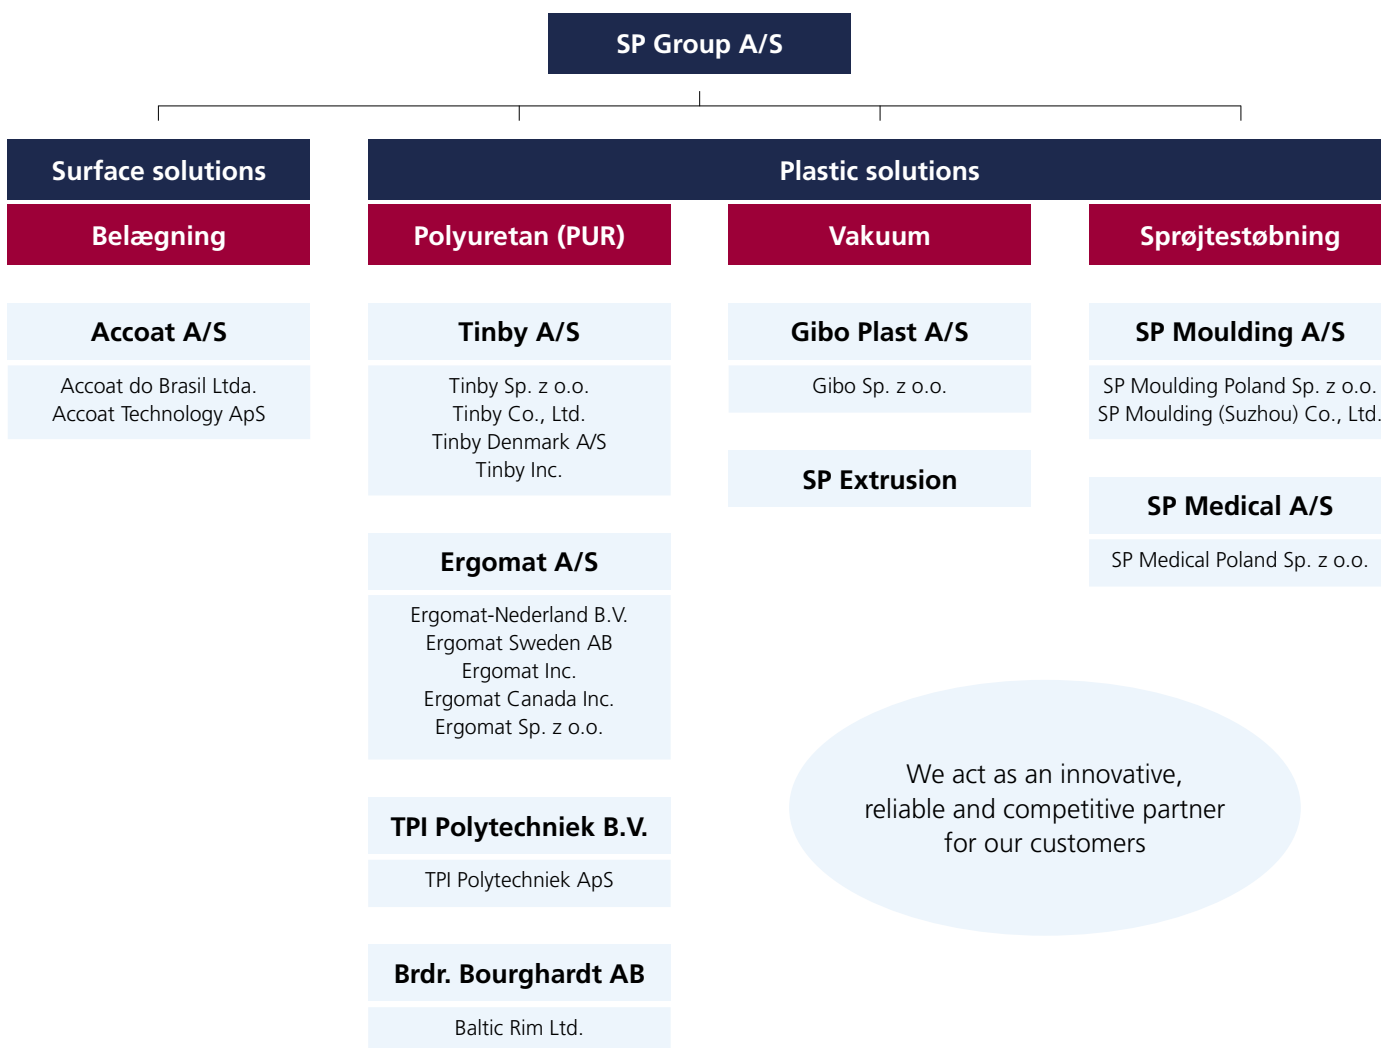 SP Group A/S
Surface solutions
Plastic solutions
Belægning
Polyuretan (PUR)
Vakuum
Sprøjtestøbning
Accoat A/S
Accoat do Brasil Ltda.
Accoat Technology ApS
Tinby A/S
Tinby Sp. z o.o.
Tinby Co., Ltd.
Tinby Denmark A/S
Tinby Inc.
Ergomat A/S
Ergomat-Nederland B.V.
Ergomat Sweden AB
Ergomat Inc.
Ergomat Canada Inc.
Ergomat Sp. z o.o.
TPI Polytechniek B.V.
TPI Polytechniek ApS
Brdr. Bourghardt AB
Baltic Rim Ltd.
Gibo Plast A/S
Gibo Sp. z o.o.
SP Extrusion
SP Moulding A/S
SP Moulding Poland Sp. z o.o.
SP Moulding (Suzhou) Co., Ltd.
SP Medical A/S
SP Medical Poland Sp. z o.o.
We act as an innovative,
reliable and competitive partner
for our customers